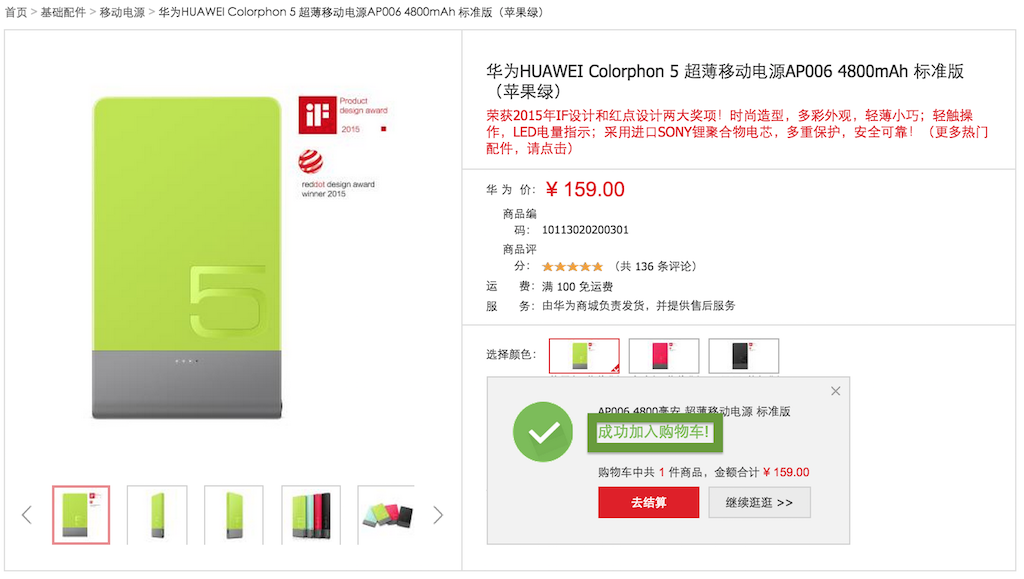 首页 > 基础配件 > 移动电源 > 华为HUAWEI Colorphon 5 超薄移动电源AP006 4800mAh 标准版（苹果绿）
华为HUAWEI Colorphon 5 超薄移动电源AP006 4800mAh 标准版
（苹果绿）
荣获2015年IF设计和红点设计两大奖项！时尚造型，多彩外观，轻薄小巧；轻触操
作，LED电量指示；采用进口SONY锂聚合物电芯，多重保护，安全可靠！（更多热门
配件，请点击）
iF
Product
design award
2015
reddot design award
winner 2015
5
华 为 价： ¥ 159.00
商品编
码： 10113020200301
商品评
分： （共 136 条评论）
运 费： 满 100 免运费
服 务： 由华为商城负责发货，并提供售后服务
选择颜色：
AP006 4800毫安 超薄移动电源 标准版
成功加入购物车!
购物车中共 1 件商品，金额合计 ¥ 159.00
去结算
继续逛逛 >>